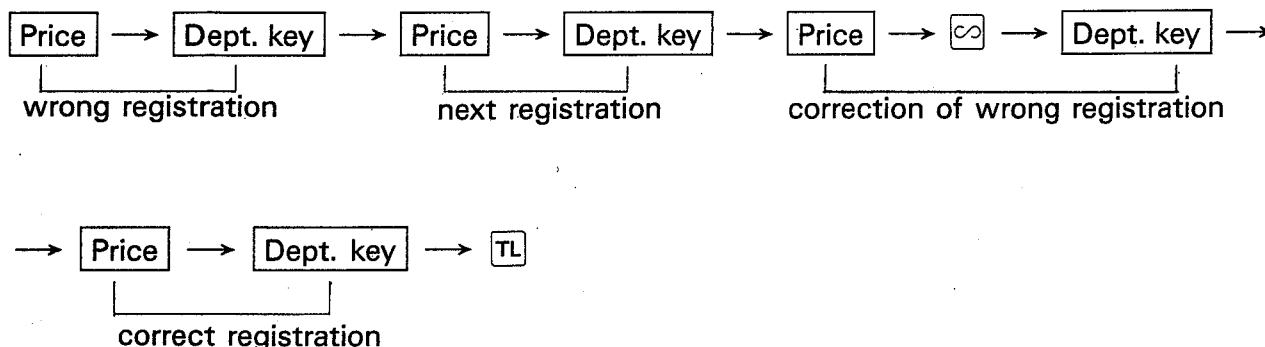 Price → Dept. key → Price → Dept. key → Price → ∽ → Dept. key →
wrong registration next registration correction of wrong registration
→ Price → Dept. key → TL
correct registration